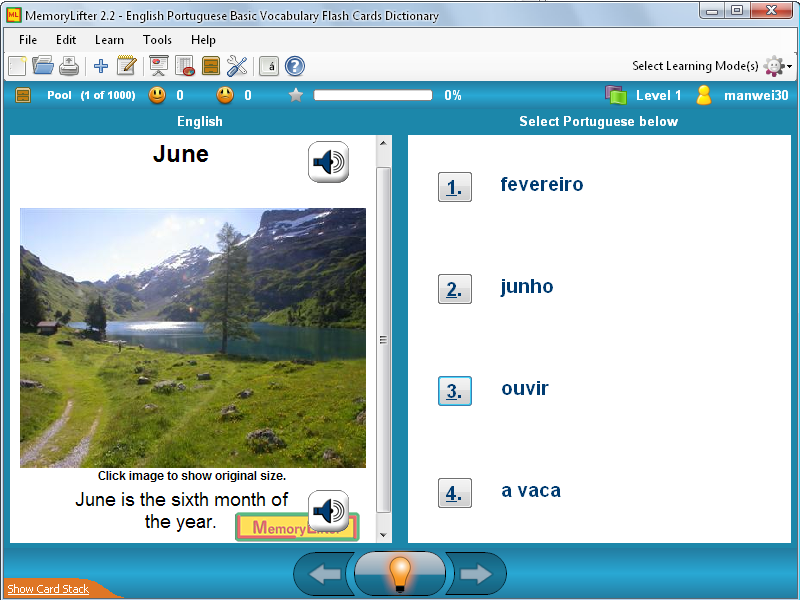 MemoryLifter 2.2 - English Portuguese Basic Vocabulary Flash Cards Dictionary
File Edit Learn Tools Help
á ? Select Learning Mode(s)
Pool (1 of 1000) 0 0 0% Level 1 manwei30
English
Select Portuguese below
June
Click image to show original size.
June is the sixth month of
the year.
MemoryLifter
1. fevereiro
2. junho
3. ouvir
4. a vaca
Show Card Stack